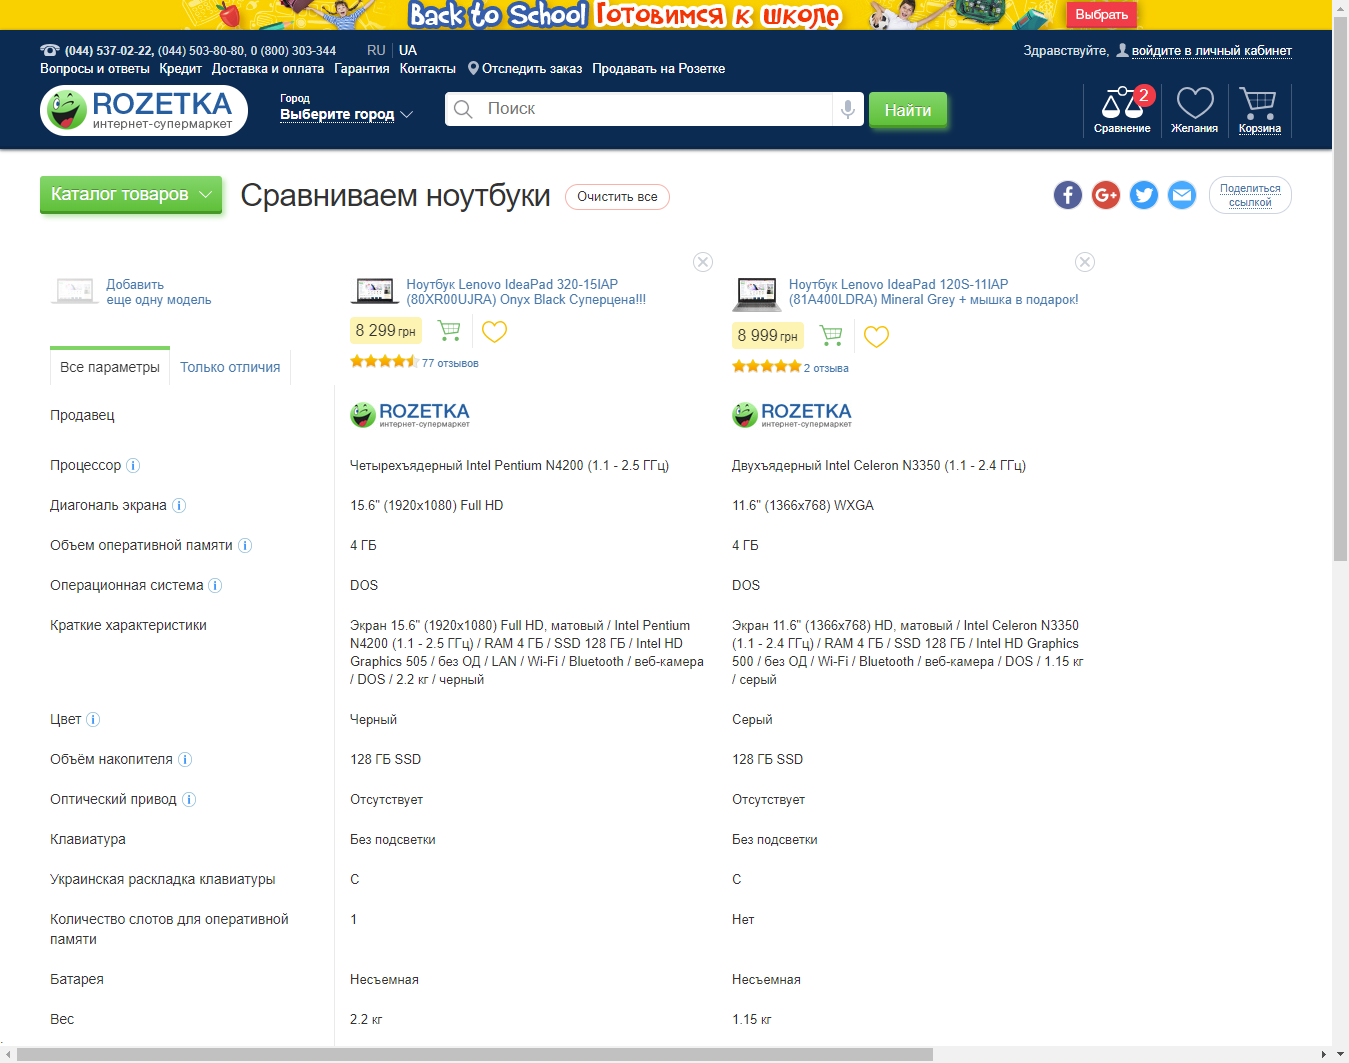 Back to School Готовимся к школе Выбрать
(044) 537-02-22, (044) 503-80-80, 0 (800) 303-344 RU UA
Здравствуйте, войдите в личный кабинет
Вопросы и ответы Кредит Доставка и оплата Гарантия Контакты Отследить заказ Продавать на Розетке
ROZETKA
интернет-супермаркет
Город
Выберите город
Поиск
Найти
2
Сравнение Желания Корзина
Каталог товаров
Сравниваем ноутбуки
Очистить все
Поделиться
ссылкой
Добавить
еще одну модель
Ноутбук Lenovo IdeaPad 320-15IAP
(80XR00UJRA) Onyx Black Суперцена!!!
8 299 грн
77 отзывов
Ноутбук Lenovo IdeaPad 120S-11IAP
(81A400LDRA) Mineral Grey + мышка в подарок!
8 999 грн
2 отзыва
Все параметры Только отличия
Продавец
ROZETKA
интернет-супермаркет
ROZETKA
интернет-супермаркет
Процессор Четырехъядерный Intel Pentium N4200 (1.1 - 2.5 ГГц) Двухъядерный Intel Celeron N3350 (1.1 - 2.4 ГГц)
Диагональ экрана 15.6" (1920x1080) Full HD 11.6" (1366x768) WXGA
Объем оперативной памяти 4 ГБ 4 ГБ
Операционная система DOS DOS
Краткие характеристики
Экран 15.6" (1920x1080) Full HD, матовый / Intel Pentium
N4200 (1.1 - 2.5 ГГц) / RAM 4 ГБ / SSD 128 ГБ / Intel HD
Graphics 505 / без ОД / LAN / Wi-Fi / Bluetooth / веб-камера
/ DOS / 2.2 кг / черный
Экран 11.6" (1366x768) HD, матовый / Intel Celeron N3350
(1.1 - 2.4 ГГц) / RAM 4 ГБ / SSD 128 ГБ / Intel HD Graphics
500 / без ОД / Wi-Fi / Bluetooth / веб-камера / DOS / 1.15 кг
/ серый
Цвет Черный Серый
Объём накопителя 128 ГБ SSD 128 ГБ SSD
Оптический привод Отсутствует Отсутствует
Клавиатура Без подсветки Без подсветки
Украинская раскладка клавиатуры С С
Количество слотов для оперативной
памяти
1 Нет
Батарея Несъемная Несъемная
Вес 2.2 кг 1.15 кг